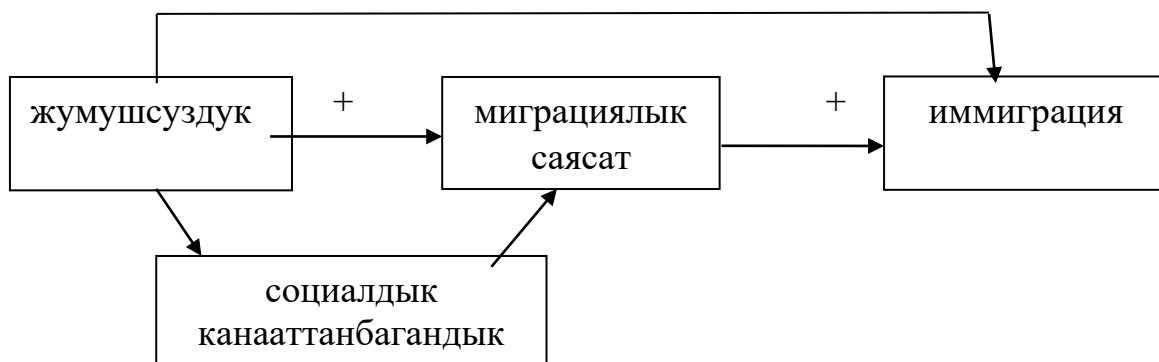 жумушсуздук
+
миграциялык
саясат
+
иммиграция
социалдык
канааттанбагандык